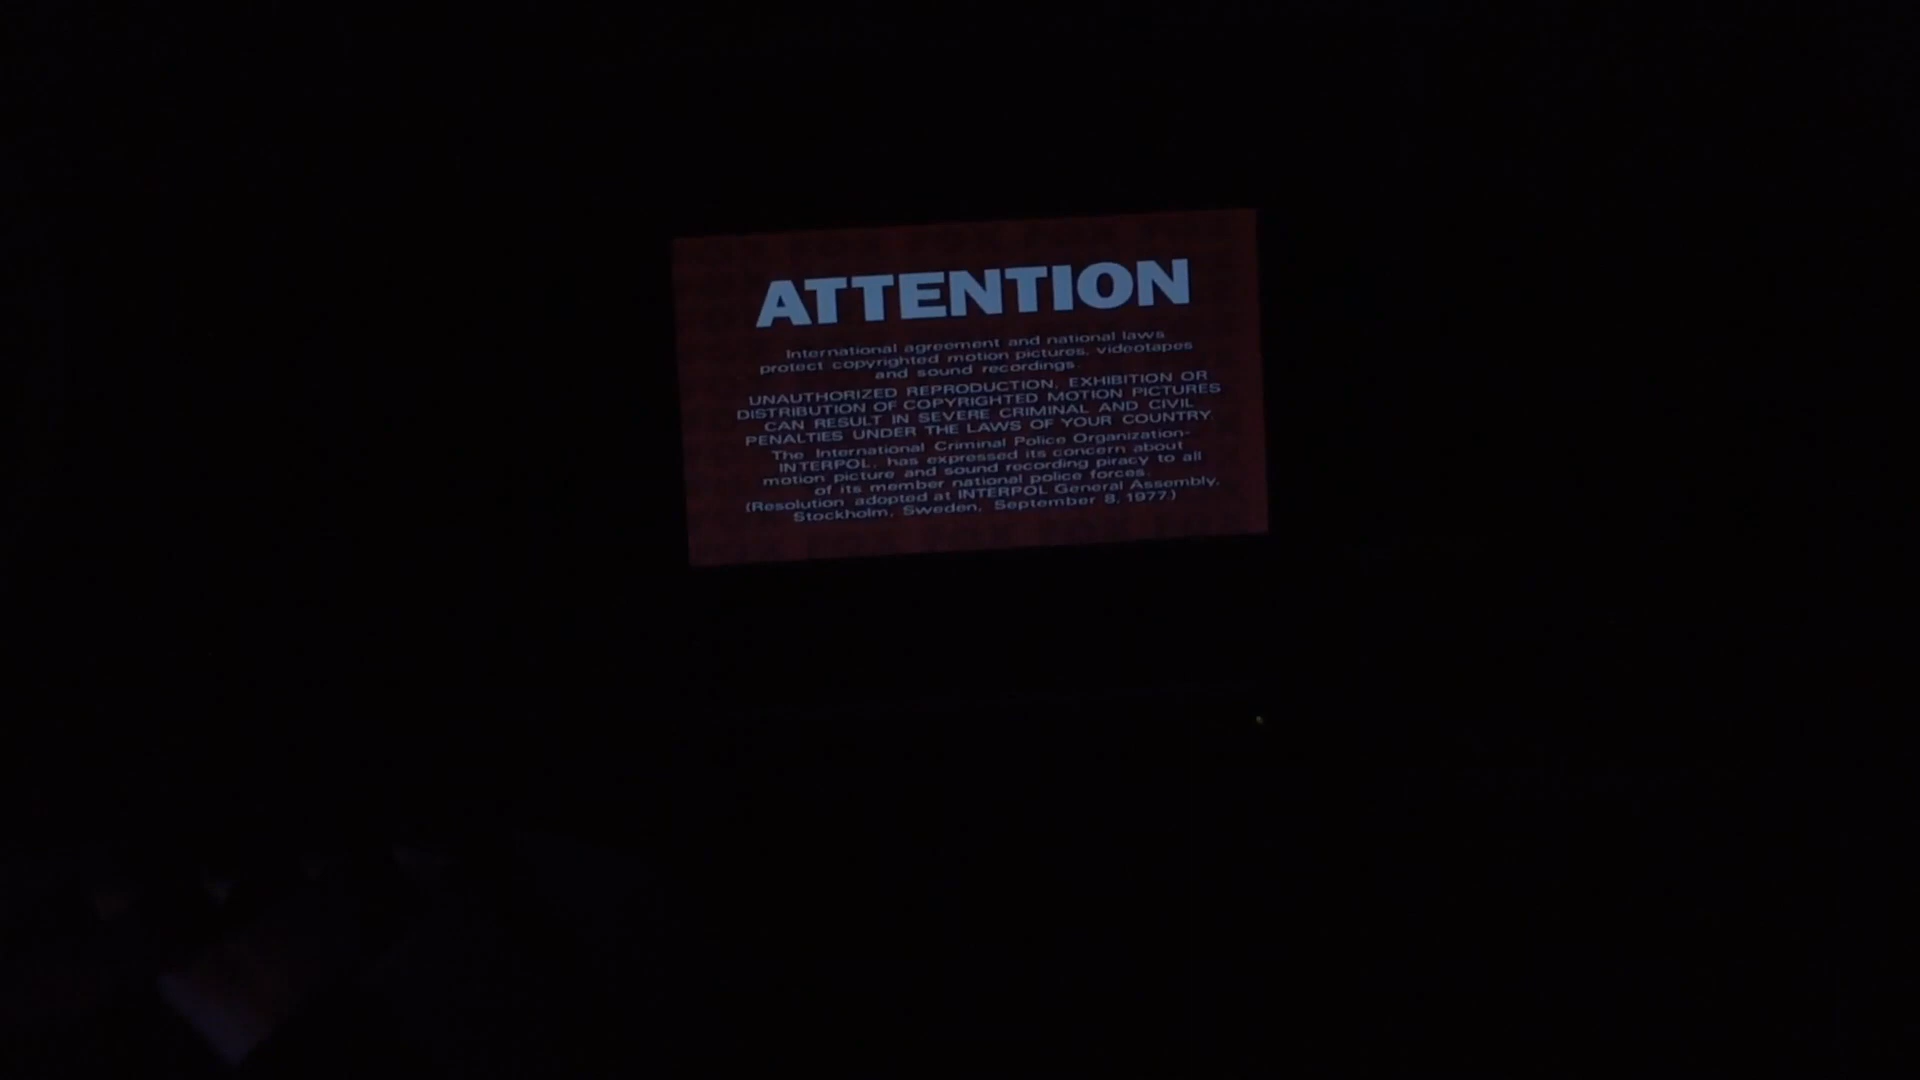 ATTENTION
International agreement and national laws
protect copyrighted motion pictures, videotapes
and sound recordings.
UNAUTHORIZED REPRODUCTION, EXHIBITION OR
DISTRIBUTION OF COPYRIGHTED MOTION PICTURES
CAN RESULT IN SEVERE CRIMINAL AND CIVIL
PENALTIES UNDER THE LAWS OF YOUR COUNTRY.
The International Criminal Police Organization-
INTERPOL, has expressed its concern about
motion picture and sound recording piracy to all
of its member national police forces.
(Resolution adopted at INTERPOL General Assembly,
Stockholm, Sweden, September 8, 1977.)